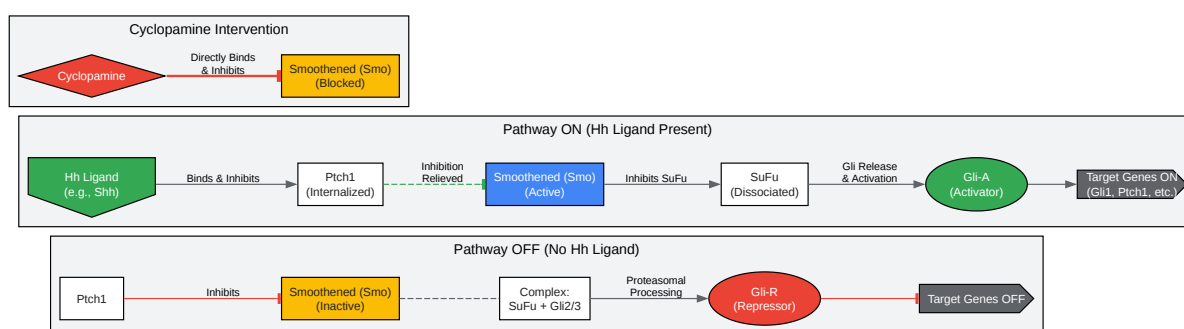 Cyclopamine Intervention
Directly Binds
& Inhibits
Cyclopamine
Smoothened (Smo)
(Blocked)
Pathway ON (Hh Ligand Present)
Hh Ligand
(e.g., Shh)
Binds & Inhibits
Ptch1
(Internalized)
Inhibition
Relieved
Smoothened (Smo)
(Active)
Inhibits SuFu
SuFu
(Dissociated)
Gli Release
& Activation
Gli-A
(Activator)
Target Genes ON
(Gli1, Ptch1, etc.)
Pathway OFF (No Hh Ligand)
Ptch1
Inhibits
Smoothened (Smo)
(Inactive)
Complex:
SuFu + Gli2/3
Proteasomal
Processing
Gli-R
(Repressor)
Target Genes OFF